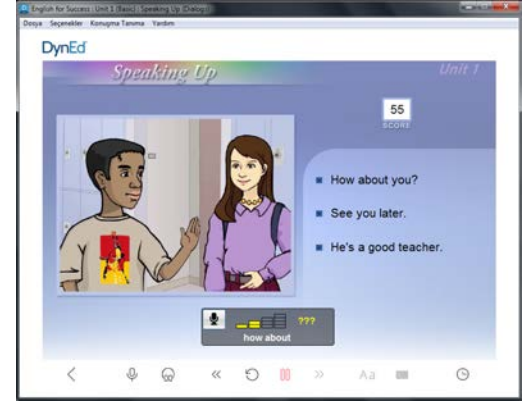 English for Success : Unit 1 (Basic) : Speaking Up (Dialogs)
Dosya Seçenekler Konuşma Tanıma Yardım
DynEd
Speaking Up
Unit 1
55
SCORE
How about you?
See you later.
He's a good teacher.
???
how about
Aa